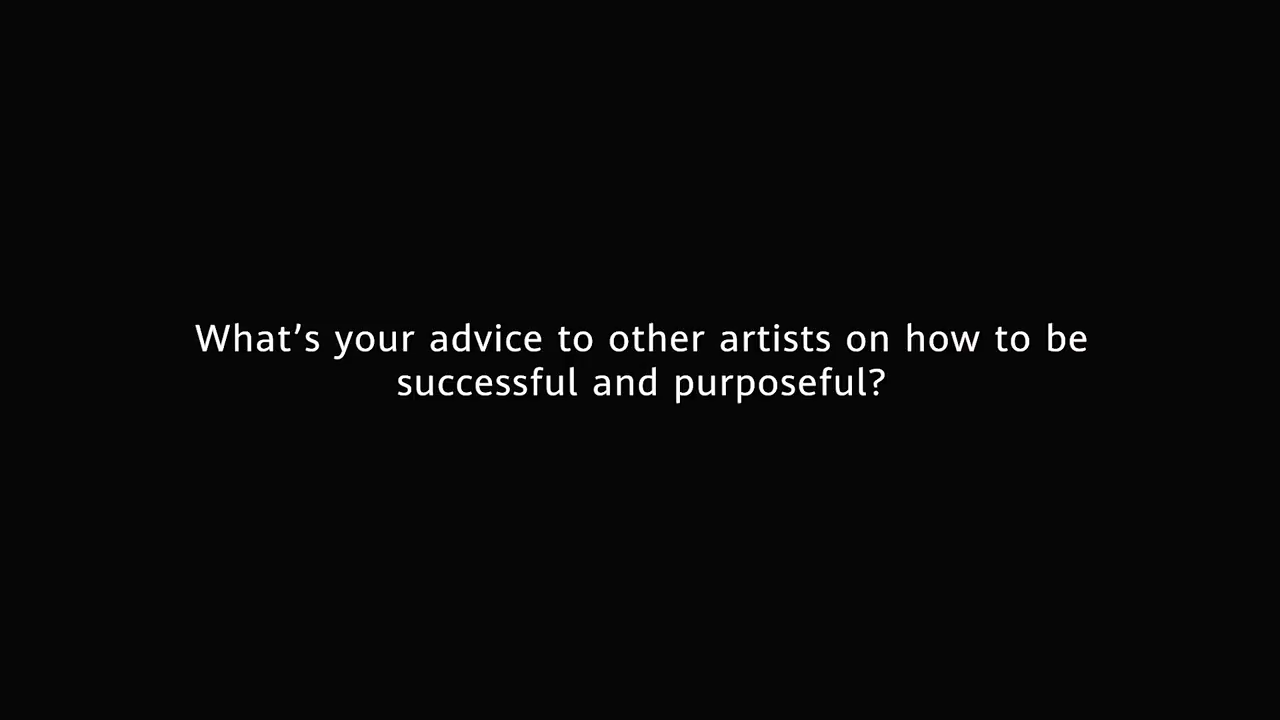 What’s your advice to other artists on how to be
successful and purposeful?